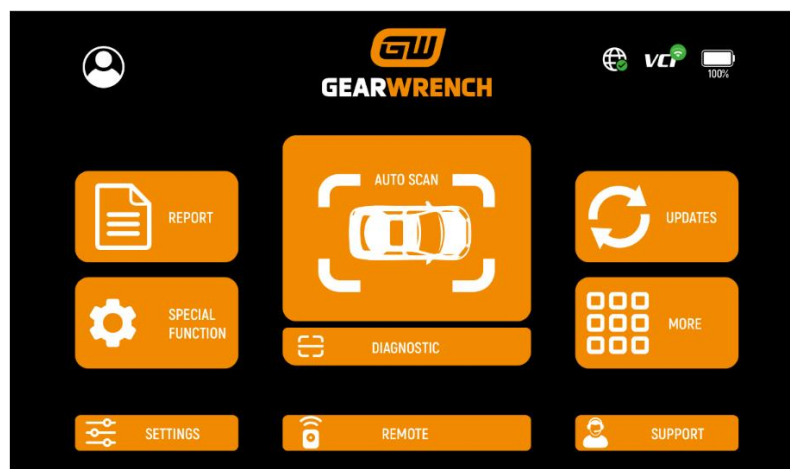 GW
GEARWRENCH
VCI
100%
AUTO SCAN
REPORT
UPDATES
SPECIAL
FUNCTION
MORE
DIAGNOSTIC
SETTINGS
REMOTE
SUPPORT